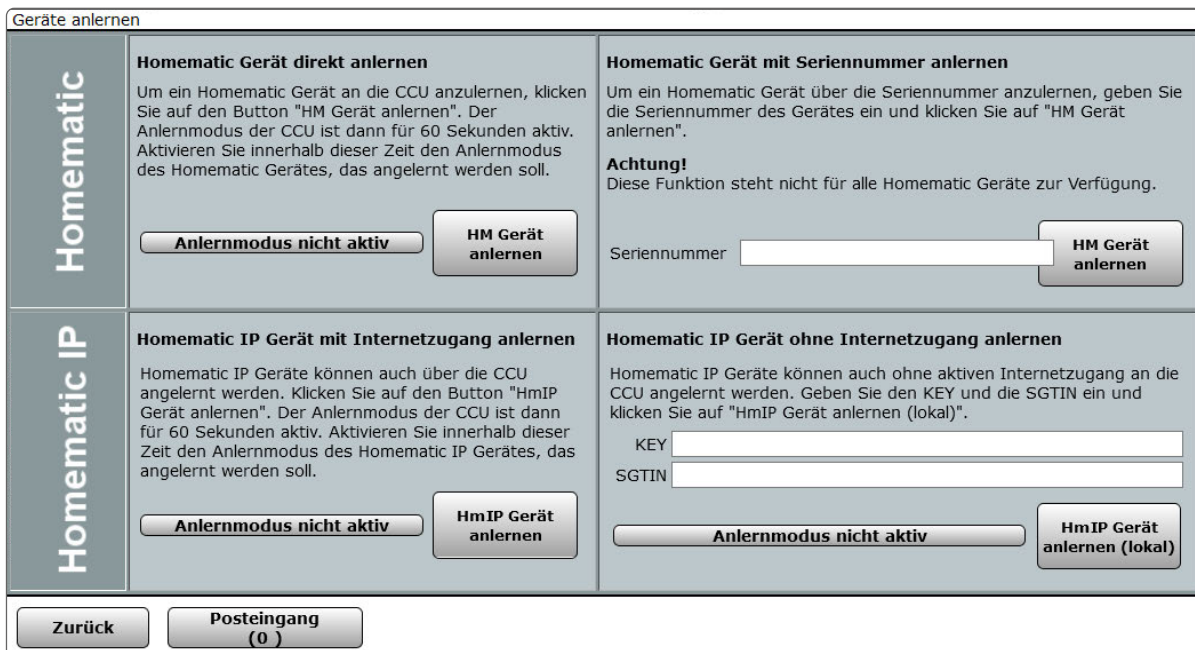 Geräte anlernen
Homematic
Homematic Gerät direkt anlernen
Um ein Homematic Gerät an die CCU anzulernen, klicken
Sie auf den Button "HM Gerät anlernen". Der
Anlernmodus der CCU ist dann für 60 Sekunden aktiv.
Aktivieren Sie innerhalb dieser Zeit den Anlernmodus
des Homematic Gerätes, das angelernt werden soll.
Anlernmodus nicht aktiv
HM Gerät
anlernen
Homematic Gerät mit Seriennummer anlernen
Um ein Homematic Gerät über die Seriennummer anzulernen, geben Sie
die Seriennummer des Gerätes ein und klicken Sie auf "HM Gerät
anlernen".
Achtung!
Diese Funktion steht nicht für alle Homematic Geräte zur Verfügung.
Seriennummer
HM Gerät
anlernen
Homematic IP
Homematic IP Gerät mit Internetzugang anlernen
Homematic IP Geräte können auch über die CCU
angelernt werden. Klicken Sie auf den Button "HmIP
Gerät anlernen". Der Anlernmodus der CCU ist dann
für 60 Sekunden aktiv. Aktivieren Sie innerhalb dieser
Zeit den Anlernmodus des Homematic IP Gerätes, das
angelernt werden soll.
Anlernmodus nicht aktiv
HmIP Gerät
anlernen
Homematic IP Gerät ohne Internetzugang anlernen
Homematic IP Geräte können auch ohne aktiven Internetzugang an die
CCU angelernt werden. Geben Sie den KEY und die SGTIN ein und
klicken Sie auf "HmIP Gerät anlernen (lokal)".
KEY
SGTIN
Anlernmodus nicht aktiv
HmIP Gerät
anlernen (lokal)
Zurück
Posteingang
(0 )